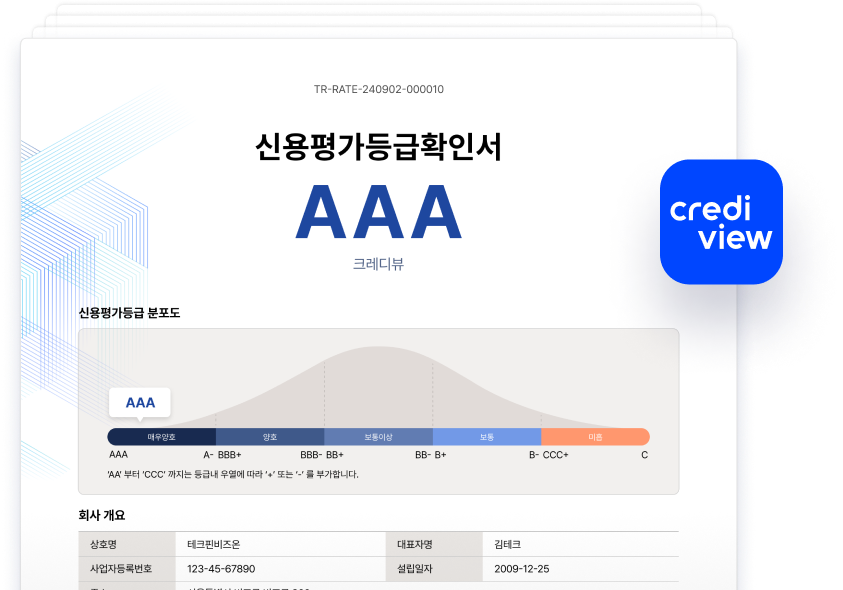 TR-RATE-240902-000010
신용평가등급확인서
AAA
크레디뷰
credi
view
신용평가등급 분포도
AAA
매우양호 양호 보통이상 보통 미흡
AAA A- BBB+ BBB- BB+ BB- B+ B- CCC+ C
'AA' 부터 'CCC' 까지는 등급내 우열에 따라 '+' 또는 '-' 를 부가합니다.
회사 개요
상호명 테크핀비즈온 대표자명 김테크
사업자등록번호 123-45-67890 설립일자 2009-12-25